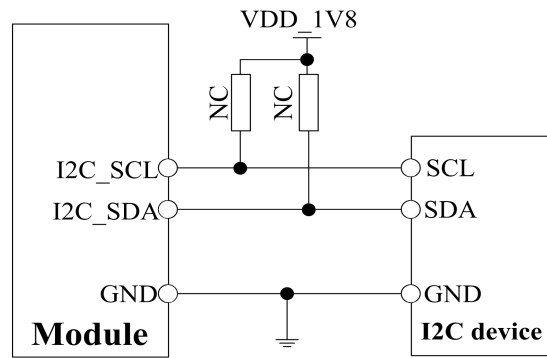 VDD_1V8
NC
NC
I2C_SCL
SCL
I2C_SDA
SDA
GND
GND
Module
I2C device